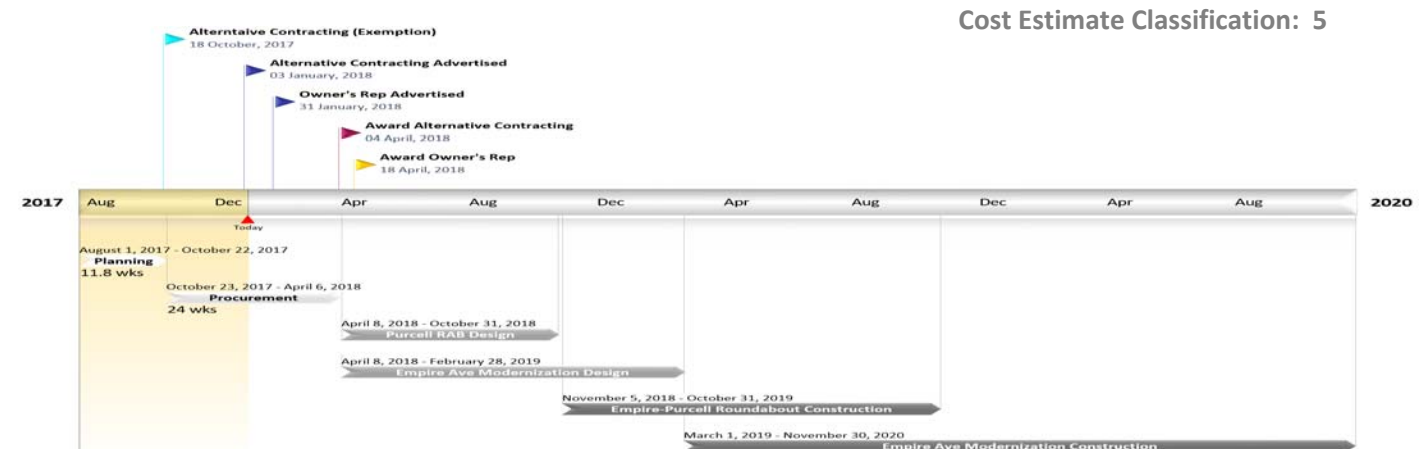 Cost Estimate Classification: 5
Alterntaive Contracting (Exemption)
18 October, 2017
Alternative Contracting Advertised
03 January, 2018
Owner's Rep Advertised
31 January, 2018
Award Alternative Contracting
04 April, 2018
Award Owner's Rep
18 April, 2018
2017 Aug Dec Apr Aug Dec Apr Aug Dec Apr Aug 2020
Today
August 1, 2017 - October 22, 2017
Planning
11.8 wks
October 23, 2017 - April 6, 2018
Procurement
24 wks
April 8, 2018 - October 31, 2018
Purcell RAB Design
April 8, 2018 - February 28, 2019
Empire Ave Modernization Design
November 5, 2018 - October 31, 2019
Empire-Purcell Roundabout Construction
March 1, 2019 - November 30, 2020
Empire Ave Modernization Construction